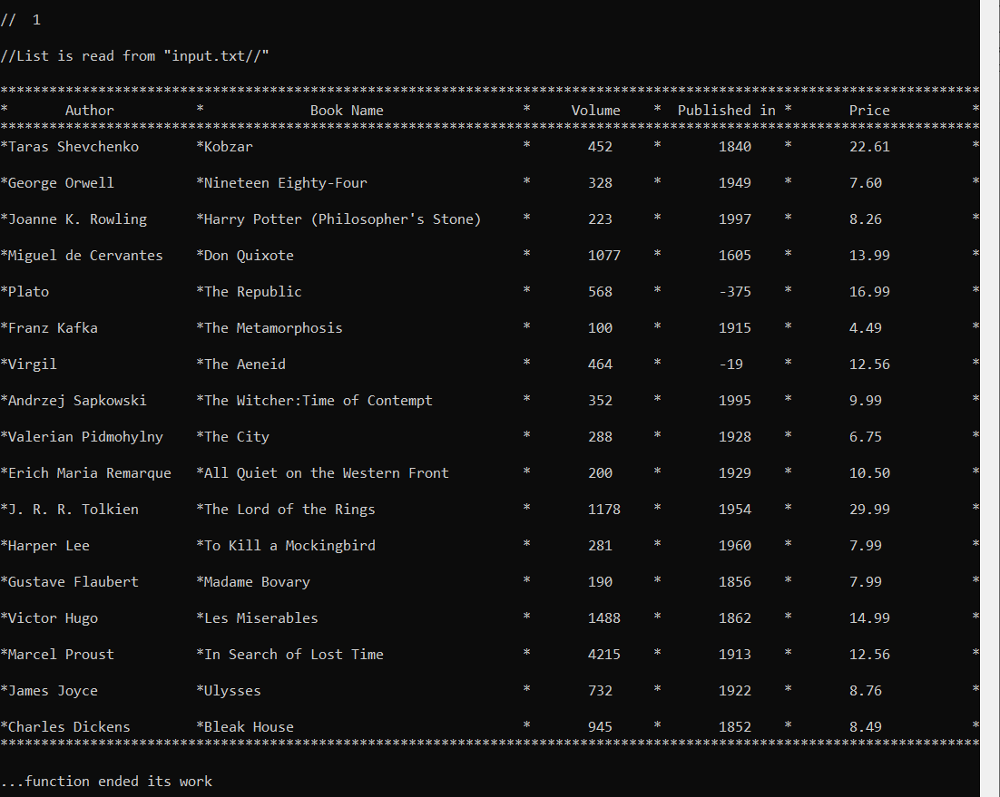 //  1
//List is read from "input.txt//"
************************************************************************************************************************
*       Author          *             Book Name                 *     Volume    *  Published in *       Price          *
************************************************************************************************************************
*Taras Shevchenko       *Kobzar                                 *       452     *       1840    *       22.61          *
*George Orwell          *Nineteen Eighty-Four                   *       328     *       1949    *       7.60           *
*Joanne K. Rowling      *Harry Potter (Philosopher's Stone)     *       223     *       1997    *       8.26           *
*Miguel de Cervantes    *Don Quixote                            *       1077    *       1605    *       13.99          *
*Plato                  *The Republic                           *       568     *       -375    *       16.99          *
*Franz Kafka            *The Metamorphosis                      *       100     *       1915    *       4.49           *
*Virgil                 *The Aeneid                             *       464     *       -19     *       12.56          *
*Andrzej Sapkowski      *The Witcher:Time of Contempt           *       352     *       1995    *       9.99           *
*Valerian Pidmohylny    *The City                               *       288     *       1928    *       6.75           *
*Erich Maria Remarque   *All Quiet on the Western Front         *       200     *       1929    *       10.50          *
*J. R. R. Tolkien       *The Lord of the Rings                  *       1178    *       1954    *       29.99          *
*Harper Lee             *To Kill a Mockingbird                  *       281     *       1960    *       7.99           *
*Gustave Flaubert       *Madame Bovary                          *       190     *       1856    *       7.99           *
*Victor Hugo            *Les Miserables                         *       1488    *       1862    *       14.99          *
*Marcel Proust          *In Search of Lost Time                 *       4215    *       1913    *       12.56          *
*James Joyce            *Ulysses                                *       732     *       1922    *       8.76           *
*Charles Dickens        *Bleak House                            *       945     *       1852    *       8.49           *
************************************************************************************************************************
...function ended its work